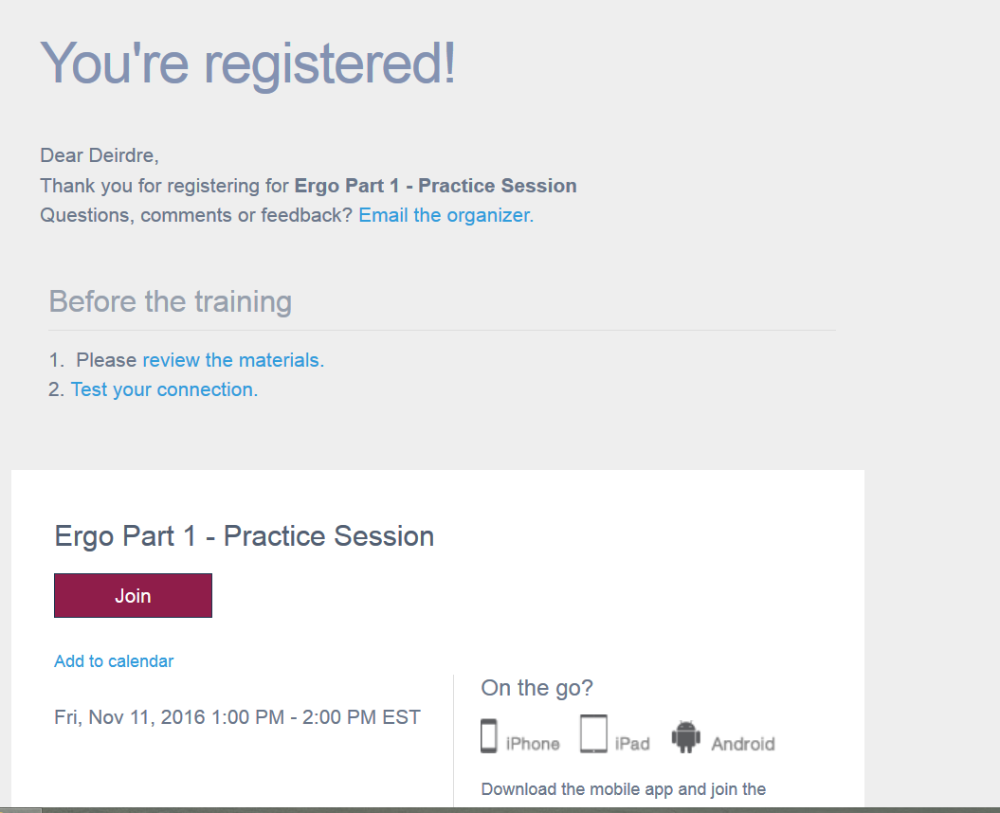 You're registered!
Dear Deirdre,
Thank you for registering for Ergo Part 1 - Practice Session
Questions, comments or feedback? Email the organizer.
Before the training
1. Please review the materials.
2. Test your connection.
Ergo Part 1 - Practice Session
Join
Add to calendar
Fri, Nov 11, 2016 1:00 PM - 2:00 PM EST
On the go?
iPhone iPad Android
Download the mobile app and join the